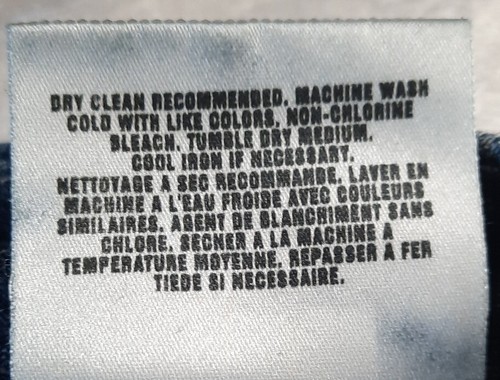 DRY CLEAN RECOMMENDED. MACHINE WASH
COLD WITH LIKE COLORS. NON-CHLORINE
BLEACH. TUMBLE DRY MEDIUM.
COOL IRON IF NECESSARY.
NETTOYAGE A SEC RECOMMANDE. LAVER EN
MACHINE A L'EAU FROIDE AVEC COULEURS
SIMILAIRES. AGENT DE BLANCHIMENT SANS
CHLORE. SECHER A LA MACHINE A
TEMPERATURE MOYENNE. REPASSER A FER
TIEDE SI NECESSAIRE.